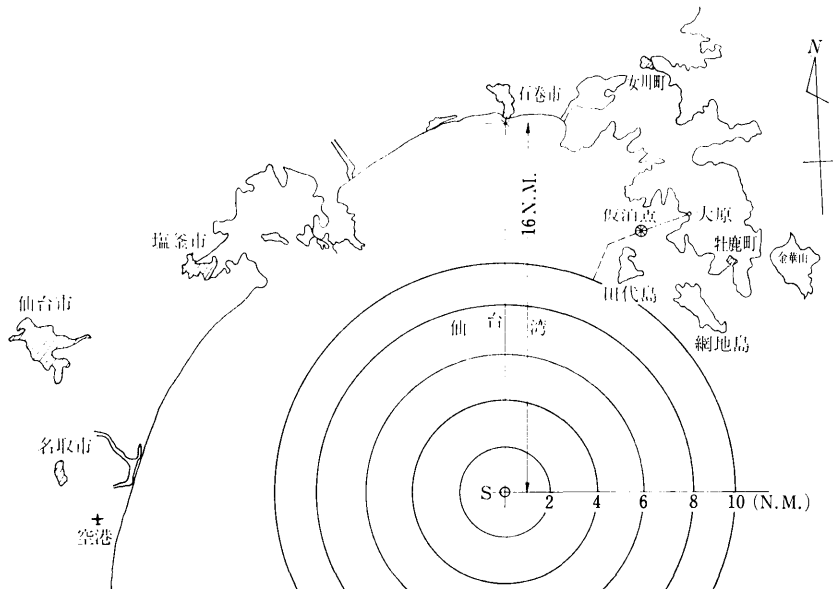 N
石巻市
女川町
16 N.M.
仮泊点
大原
塩釜市
牡鹿町
金華山
田代島
仙台市
仙台湾
網地島
名取市
S
2
4
6
8
10 (N.M.)
空港